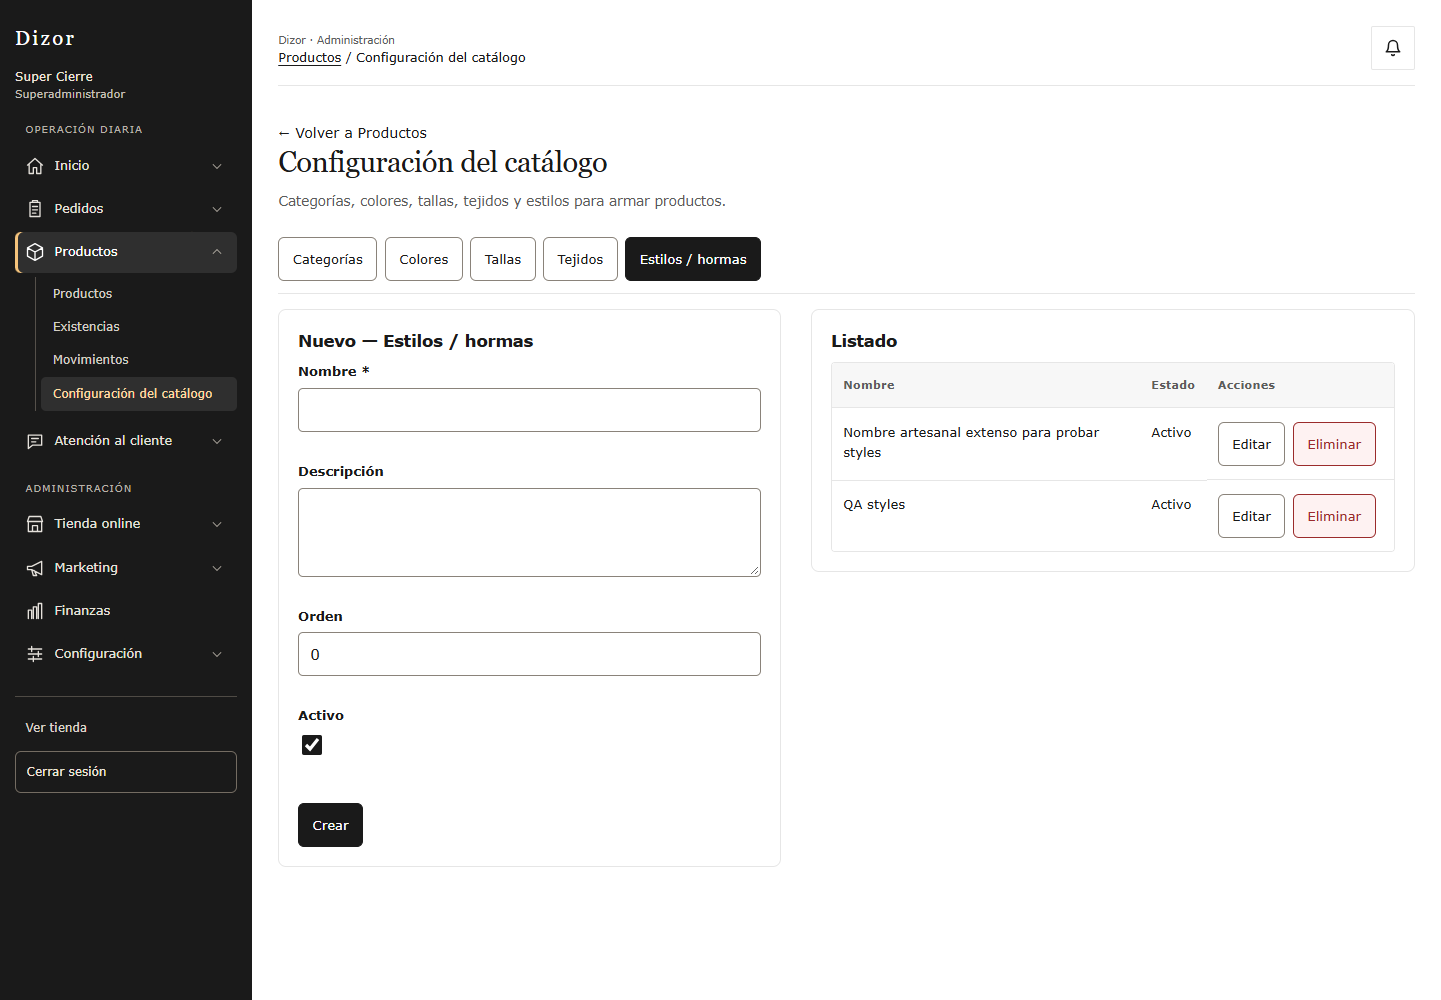 Dizor
Super Cierre
Superadministrador
OPERACIÓN DIARIA
Inicio
Pedidos
Productos
Productos
Existencias
Movimientos
Configuración del catálogo
Atención al cliente
ADMINISTRACIÓN
Tienda online
Marketing
Finanzas
Configuración
Ver tienda
Cerrar sesión
Dizor · Administración
Productos / Configuración del catálogo
← Volver a Productos
Configuración del catálogo
Categorías, colores, tallas, tejidos y estilos para armar productos.
Categorías
Colores
Tallas
Tejidos
Estilos / hormas
Nuevo — Estilos / hormas
Nombre *
Descripción
Orden
0
Activo
Crear
Listado
Nombre Estado Acciones
Nombre artesanal extenso para probar
styles
Activo
Editar
Eliminar
QA styles
Activo
Editar
Eliminar